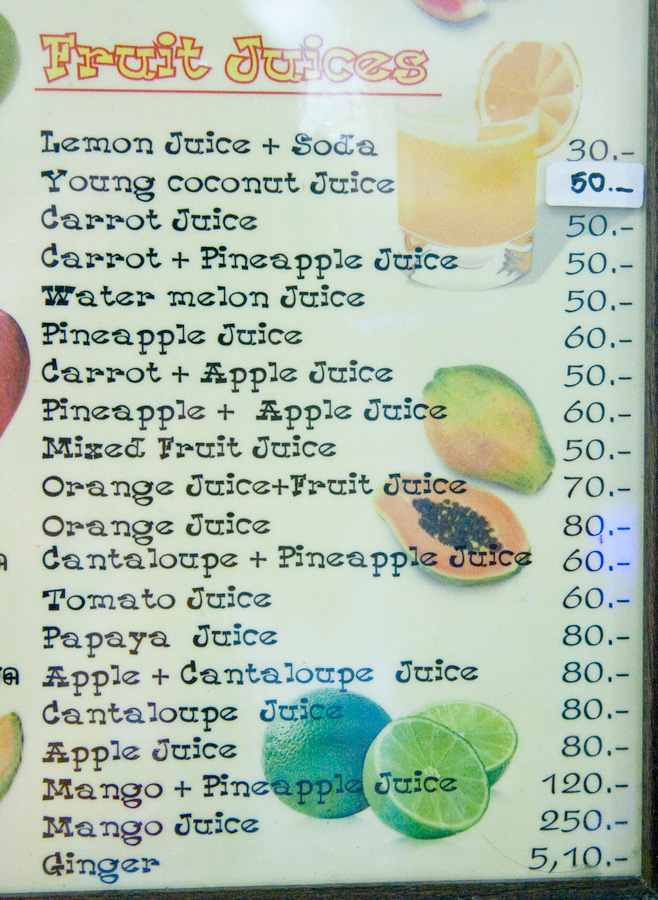 Fruit Juices
Lemon Juice + Soda 30.-
Young coconut Juice 50.-
Carrot Juice 50.-
Carrot + Pineapple Juice 50.-
Water melon Juice 50.-
Pineapple Juice 60.-
Carrot + Apple Juice 50.-
Pineapple + Apple Juice 60.-
Mixed Fruit Juice 50.-
Orange Juice+Fruit Juice 70.-
Orange Juice 80.-
Cantaloupe + Pineapple Juice 60.-
Tomato Juice 60.-
Papaya Juice 80.-
Apple + Cantaloupe Juice 80.-
Cantaloupe Juice 80.-
Apple Juice 80.-
Mango + Pineapple Juice 120.-
Mango Juice 250.-
Ginger 5,10.-